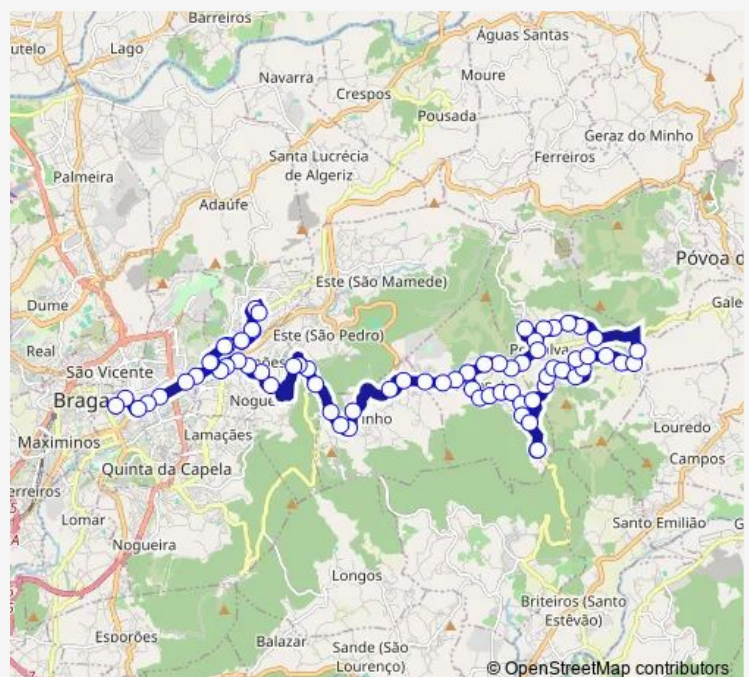 Barreiros
Águas Santas
Lago
Navarra
Moure
Crespos
Pousada
Geraz do Minho
Santa Lucrécia
de Algeriz
Ferreiros
Palmeira
Adaúfe
Póvoa d
Este (São Mamede)
Dume
Gale
Real
Este (São Pedro)
São Vicente
Braga
Nogue
Maximinos
Lamaçães
inho
Louredo
Quinta da Capela
Campos
erreiros
Lomar
Santo Emilião
Nogueira
Longos
Briteiros (Santo
Estêvão)
Esporões
Balazar
Sande (São
Lourenço)
© OpenStreetMap contributors